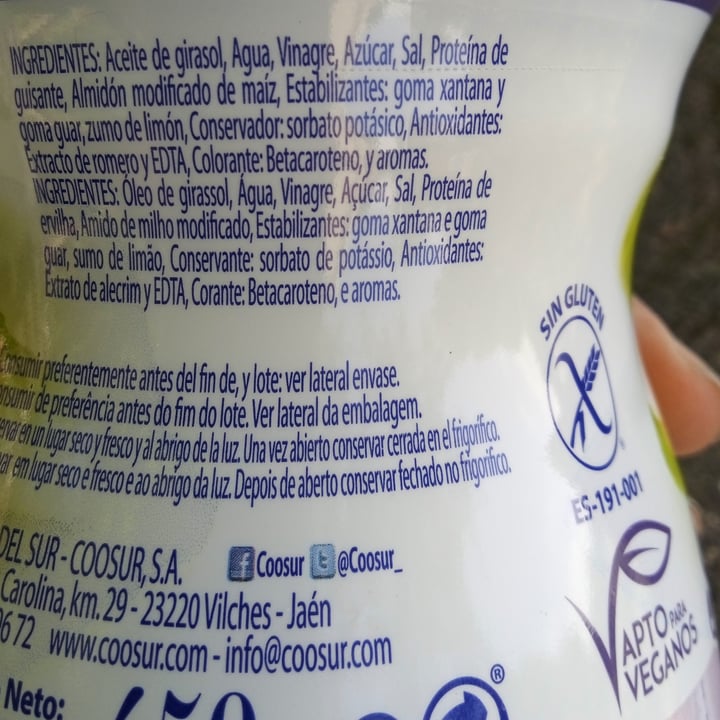 INGREDIENTES: Aceite de girasol, Agua, Vinagre, Azúcar, Sal, Proteína de
guisante, Almidón modificado de maíz, Estabilizantes: goma xantana y
goma guar, zumo de limón, Conservador: sorbato potásico, Antioxidantes:
Extracto de romero y EDTA, Colorante: Betacaroteno, y aromas.
INGREDIENTES: Óleo de girassol, Água, Vinagre, Açúcar, Sal, Proteína de
ervilha, Amido de milho modificado, Estabilizantes: goma xantana e goma
guar, sumo de limão, Conservante: sorbato de potássio, Antioxidantes:
Extrato de alecrim y EDTA, Corante: Betacaroteno, e aromas.
preferentemente antes del fin de, y lote: ver lateral envase.
de preferência antes do fim do lote. Ver lateral da embalagem.
en un lugar seco y fresco y al abrigo de la luz. Una vez abierto conservar cerrada en el frigorífico.
em lugar seco e fresco e ao abrigo da luz. Depois de aberto conservar fechado no frigorífico.
DEL SUR - COOSUR, S.A.
Coosur @Coosur_
Carolina, km. 29 - 23220 Vilches - Jaén
6 72 www.coosur.com - info@coosur.com
Neto:
450
®
SIN GLUTEN
ES-191-001
APTO PARA
VEGANOS